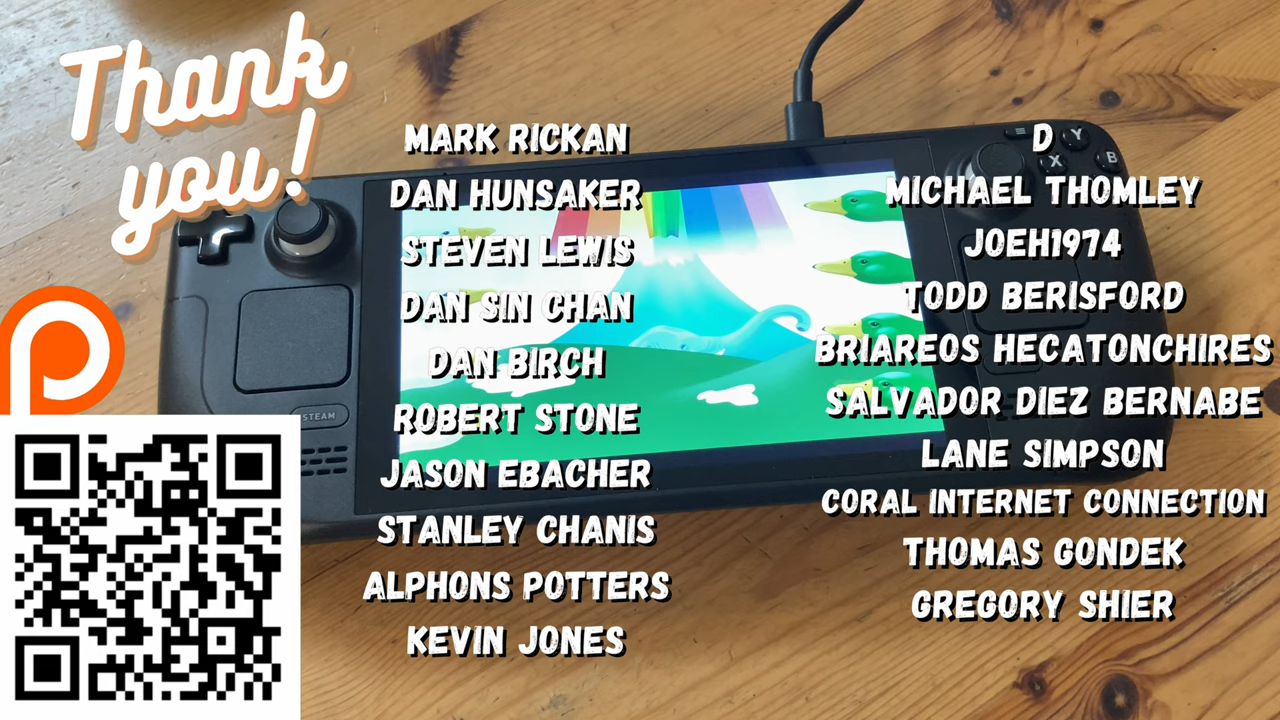 Thank
you!
MARK RICKAN
DAN HUNSAKER
STEVEN LEWIS
DAN SIN CHAN
DAN BIRCH
ROBERT STONE
JASON EBACHER
STANLEY CHANIS
ALPHONS POTTERS
KEVIN JONES
D
MICHAEL THOMLEY
JOEH1974
TODD BERISFORD
BRIAREOS HECATONCHIRES
SALVADOR DIEZ BERNABE
LANE SIMPSON
CORAL INTERNET CONNECTION
THOMAS GONDEK
GREGORY SHIER
STEAM
Y
X
B